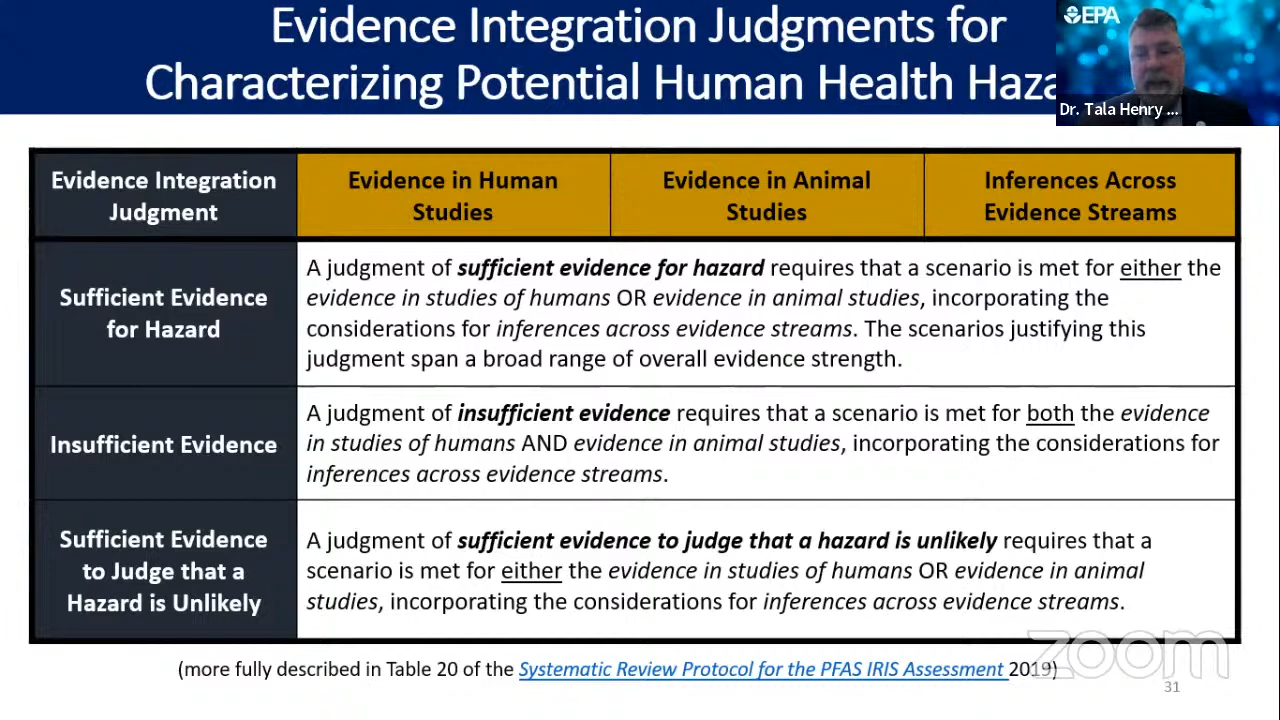 Evidence Integration Judgments for
Characterizing Potential Human Health Haza
EPA
Dr. Tala Henry ...
Evidence Integration
Judgment
Evidence in Human
Studies
Evidence in Animal
Studies
Inferences Across
Evidence Streams
Sufficient Evidence
for Hazard
A judgment of sufficient evidence for hazard requires that a scenario is met for either the
evidence in studies of humans OR evidence in animal studies, incorporating the
considerations for inferences across evidence streams. The scenarios justifying this
judgment span a broad range of overall evidence strength.
Insufficient Evidence
A judgment of insufficient evidence requires that a scenario is met for both the evidence
in studies of humans AND evidence in animal studies, incorporating the considerations for
inferences across evidence streams.
Sufficient Evidence
to Judge that a
Hazard is Unlikely
A judgment of sufficient evidence to judge that a hazard is unlikely requires that a
scenario is met for either the evidence in studies of humans OR evidence in animal
studies, incorporating the considerations for inferences across evidence streams.
(more fully described in Table 20 of the Systematic Review Protocol for the PFAS IRIS Assessment 2019)
zoom
31